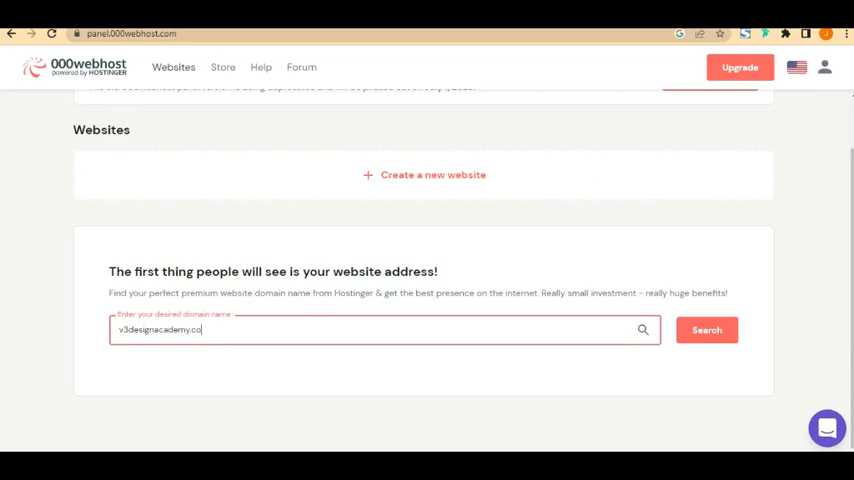 panel.000webhost.com
000webhost
powered by HOSTINGER
Websites Store Help Forum
Upgrade
J
Websites
+ Create a new website
The first thing people will see is your website address!
Find your perfect premium website domain name from Hostinger & get the best presence on the internet. Really small investment - really huge benefits!
Enter your desired domain name
v3designacademy.co
Search